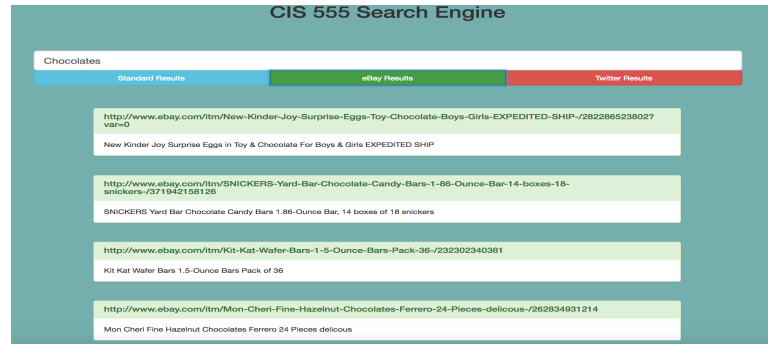 CIS 555 Search Engine
Chocolates
Standard Results
eBay Results
Twitter Results
http://www.ebay.com/itm/New-Kinder-Joy-Surprise-Eggs-Toy-Chocolate-Boys-Girls-EXPEDITED-SHIP-/282286523802?
var=0
New Kinder Joy Surprise Eggs in Toy & Chocolate For Boys & Girls EXPEDITED SHIP
http://www.ebay.com/itm/SNICKERS-Yard-Bar-Chocolate-Candy-Bars-1-86-Ounce-Bar-14-boxes-18-
snickers-/371942158126
SNICKERS Yard Bar Chocolate Candy Bars 1.86-Ounce Bar, 14 boxes of 18 snickers
http://www.ebay.com/itm/Kit-Kat-Wafer-Bars-1-5-Ounce-Bars-Pack-36-/232302340381
Kit Kat Wafer Bars 1.5-Ounce Bars Pack of 36
http://www.ebay.com/itm/Mon-Cheri-Fine-Hazelnut-Chocolates-Ferrero-24-Pieces-delicous-/262834931214
Mon Cheri Fine Hazelnut Chocolates Ferrero 24 Pieces delicous